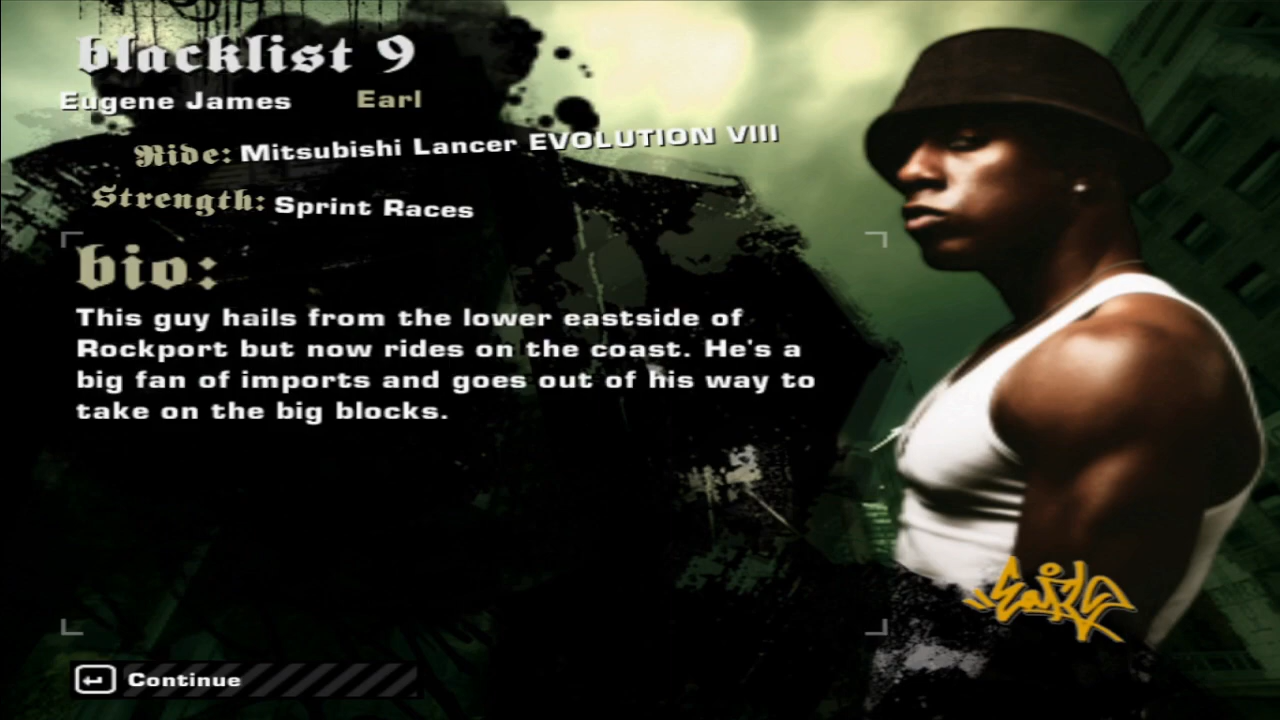 blacklist 9
Eugene James Earl
Ride: Mitsubishi Lancer EVOLUTION VIII
Strength: Sprint Races
bio:
This guy hails from the lower eastside of
Rockport but now rides on the coast. He's a
big fan of imports and goes out of his way to
take on the big blocks.
Continue